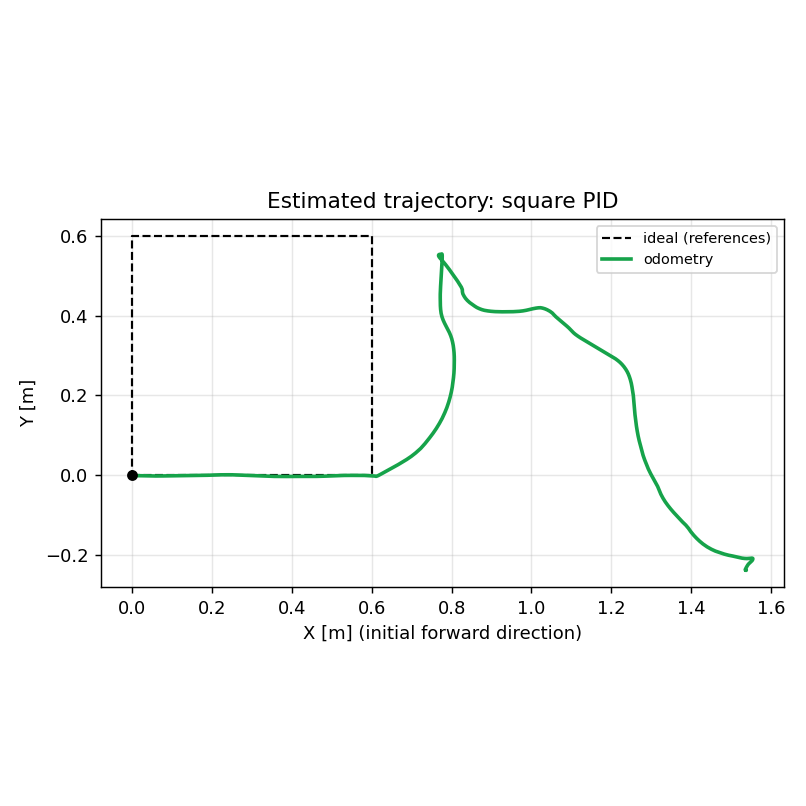 Estimated trajectory: square PID
ideal (references)
odometry
0.6
0.4
0.2
0.0
−0.2
Y [m]
0.0 0.2 0.4 0.6 0.8 1.0 1.2 1.4 1.6
X [m] (initial forward direction)